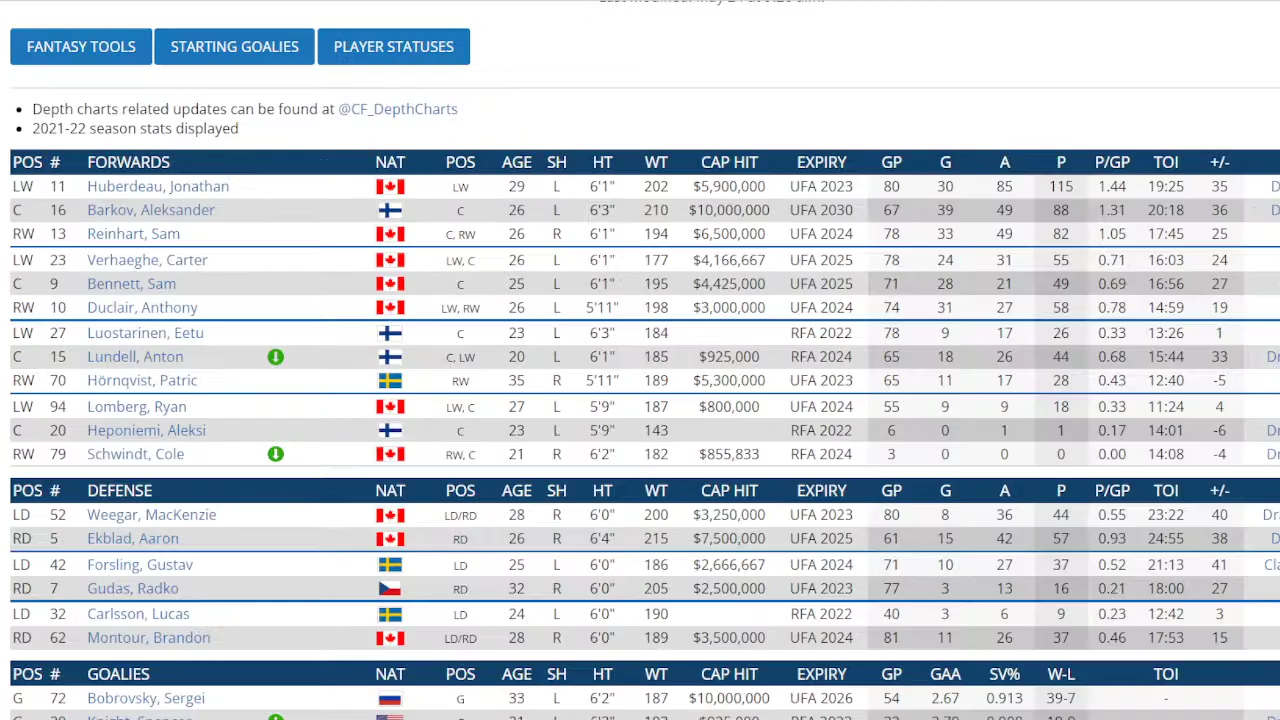 FANTASY TOOLS STARTING GOALIES PLAYER STATUSES
• Depth charts related updates can be found at @CF_DepthCharts
• 2021-22 season stats displayed
POS # FORWARDS NAT POS AGE SH HT WT CAP HIT EXPIRY GP G A P P/GP TOI +/-
LW 11 Huberdeau, Jonathan LW 29 L 6'1" 202 $5,900,000 UFA 2023 80 30 85 115 1.44 19:25 35
C 16 Barkov, Aleksander C 26 L 6'3" 210 $10,000,000 UFA 2030 67 39 49 88 1.31 20:18 36
RW 13 Reinhart, Sam C, RW 26 R 6'1" 194 $6,500,000 UFA 2024 78 33 49 82 1.05 17:45 25
LW 23 Verhaeghe, Carter LW, C 26 L 6'1" 177 $4,166,667 UFA 2025 78 24 31 55 0.71 16:03 24
C 9 Bennett, Sam C 25 L 6'1" 195 $4,425,000 UFA 2025 71 28 21 49 0.69 16:56 27
RW 10 Duclair, Anthony LW, RW 26 L 5'11" 198 $3,000,000 UFA 2024 74 31 27 58 0.78 14:59 19
LW 27 Luostarinen, Eetu C 23 L 6'3" 184 RFA 2022 78 9 17 26 0.33 13:26 1
C 15 Lundell, Anton C, LW 20 L 6'1" 185 $925,000 RFA 2024 65 18 26 44 0.68 15:44 33
RW 70 Hörnqvist, Patric RW 35 R 5'11" 189 $5,300,000 UFA 2023 65 11 17 28 0.43 12:40 -5
LW 94 Lomberg, Ryan LW, C 27 L 5'9" 187 $800,000 UFA 2024 55 9 9 18 0.33 11:24 4
C 20 Heponiemi, Aleksi C 23 L 5'9" 143 RFA 2022 6 0 1 1 0.17 14:01 -6
RW 79 Schwindt, Cole RW, C 21 R 6'2" 182 $855,833 RFA 2024 3 0 0 0 0.00 14:08 -4
POS # DEFENSE NAT POS AGE SH HT WT CAP HIT EXPIRY GP G A P P/GP TOI +/-
LD 52 Weegar, MacKenzie LD/RD 28 L 6'0" 200 $3,250,000 UFA 2023 80 8 36 44 0.55 23:22 40
RD 5 Ekblad, Aaron RD 26 R 6'4" 215 $7,500,000 UFA 2025 61 15 42 57 0.93 24:55 38
LD 42 Forsling, Gustav LD 25 L 6'0" 186 $2,666,667 UFA 2024 71 10 27 37 0.52 21:13 41
RD 7 Gudas, Radko RD 32 R 6'0" 205 $2,500,000 UFA 2023 77 3 13 16 0.21 18:00 27
LD 32 Carlsson, Lucas LD 24 L 6'0" 190 RFA 2022 40 3 6 9 0.23 12:42 3
RD 62 Montour, Brandon LD/RD 28 R 6'0" 189 $3,500,000 UFA 2024 81 11 26 37 0.46 17:53 15
POS # GOALIES NAT POS AGE SH HT WT CAP HIT EXPIRY GP GAA SV% W-L TOI
G 72 Bobrovsky, Sergei G 33 L 6'2" 187 $10,000,000 UFA 2026 54 2.67 0.913 39-7 -